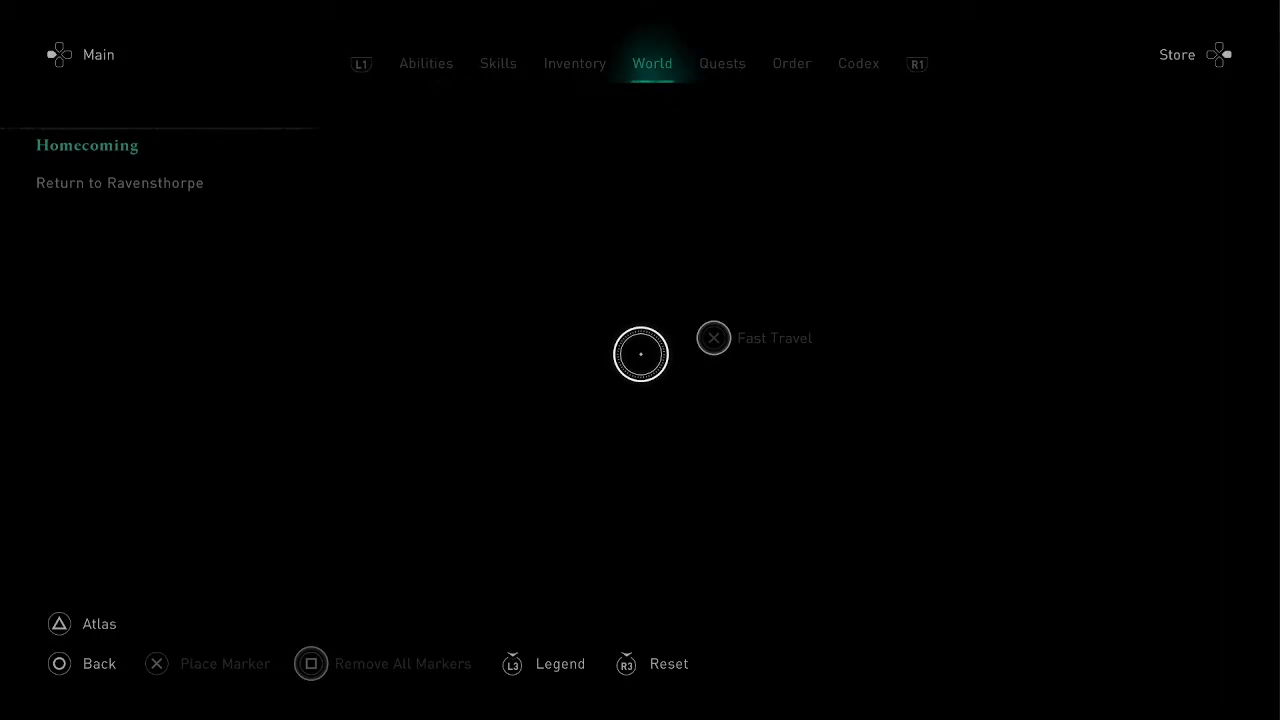 Main
L1 Abilities Skills Inventory World Quests Order Codex R1
Store
Homecoming
Return to Ravensthorpe
Fast Travel
Atlas
Back Place Marker Remove All Markers L3 Legend R3 Reset